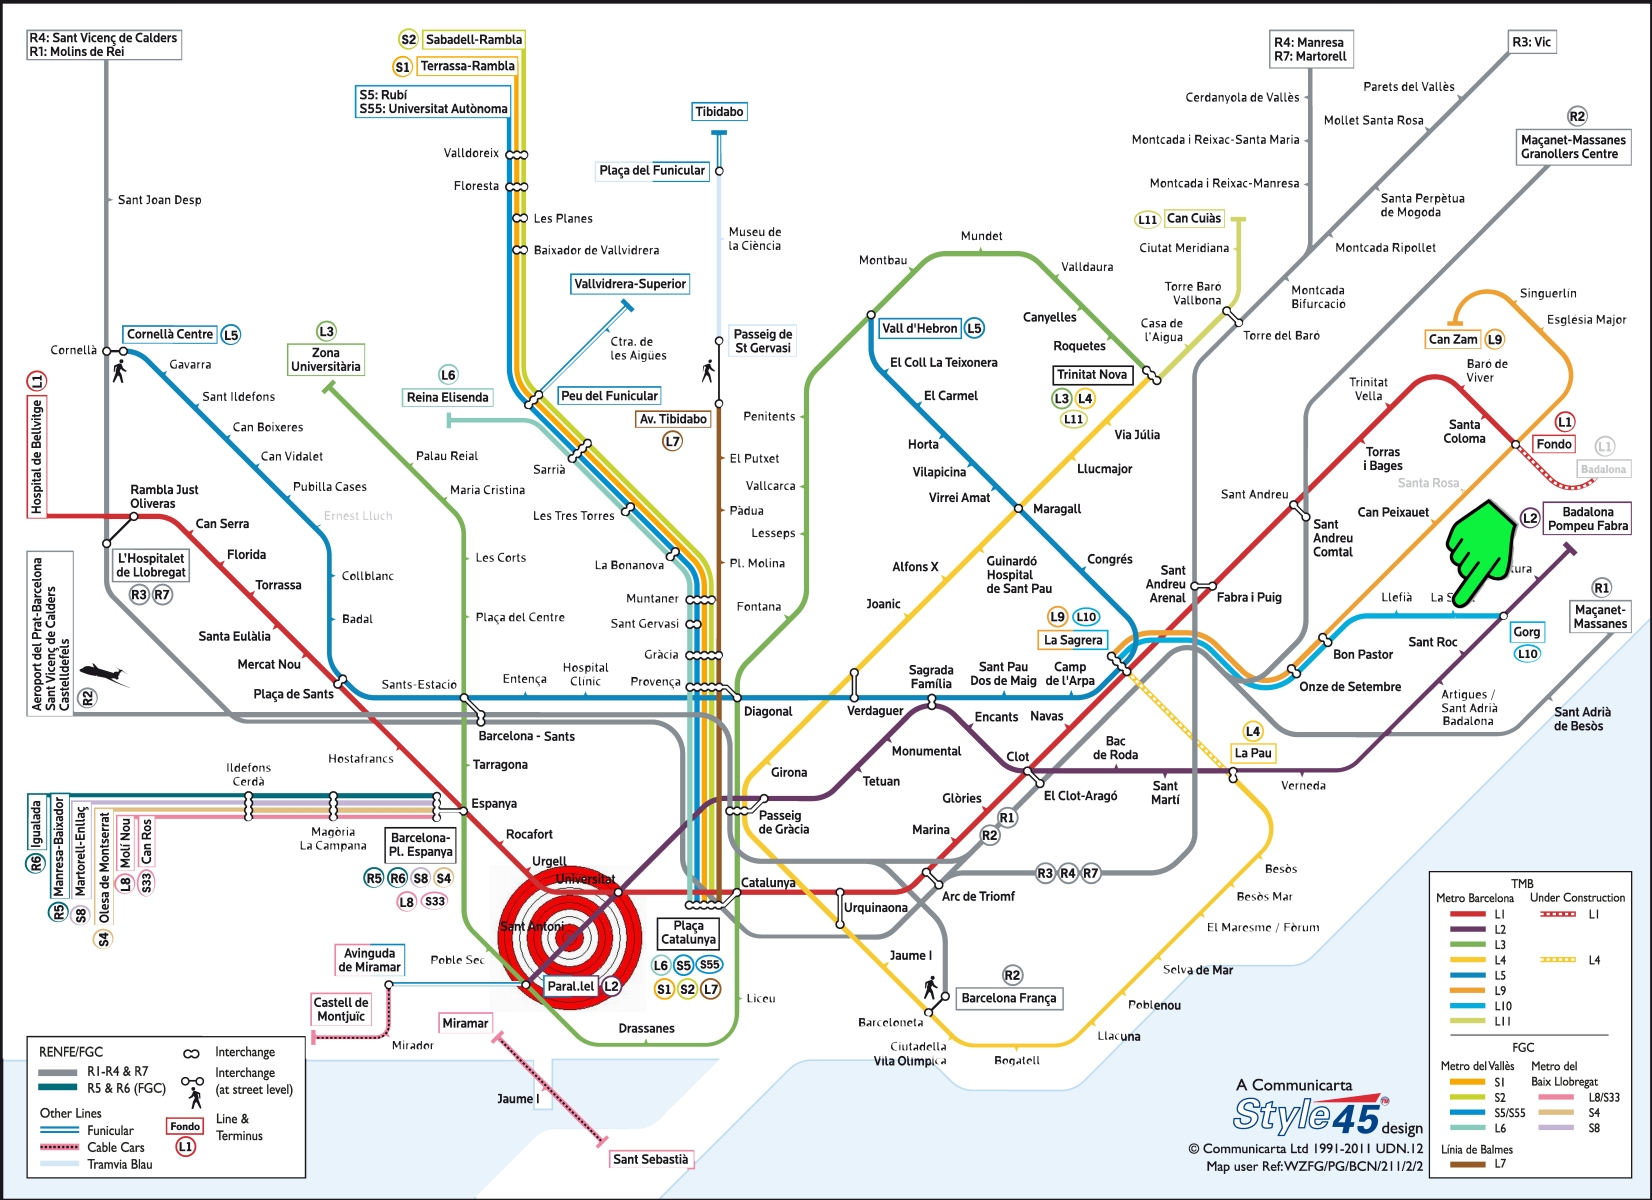 R4: Sant Vicenç de Calders
R1: Molins de Rei
S2 Sabadell-Rambla
S1 Terrassa-Rambla
S5: Rubí
S55: Universitat Autònoma
Tibidabo
Plaça del Funicular
R4: Manresa
R7: Martorell
R3: Vic
R2
Maçanet-Massanes
Granollers Centre
Cerdanyola de Vallès
Montcada i Reixac-Santa Maria
Montcada i Reixac-Manresa
Parets del Vallès
Mollet Santa Rosa
Santa Perpètua
de Mogoda
Montcada Ripollet
Montcada
Bifurcació
Torre del Baró
L11 Can Cuiàs
Ciutat Meridiana
Torre Baró
Vallbona
Casa de
l'Aigua
Valldoreix
Floresta
Les Planes
Baixador de Vallvidrera
Vallvidrera-Superior
Ctra. de
les Aigües
Peu del Funicular
Museu de
la Ciència
Passeig de
St Gervasi
Av. Tibidabo
L7
El Putxet
Pàdua
Pl. Molina
Sant Joan Desp
Cornellà
Cornellà Centre L5
Gavarra
Sant Ildefons
Can Boixeres
Can Vidalet
Pubilla Cases
Ernest Lluch
Collblanc
Badal
L3
Zona
Universitària
Palau Reial
Maria Cristina
Les Corts
Plaça del Centre
L6
Reina Elisenda
Sarrià
Les Tres Torres
La Bonanova
Muntaner
Sant Gervasi
Gràcia
Provença
L1
Hospital de Bellvitge
Rambla Just
Oliveras
L'Hospitalet
de Llobregat
R3 R7
Can Serra
Florida
Torrassa
Santa Eulàlia
Mercat Nou
Plaça de Sants
Aeroport del Prat-Barcelona
Sant Vicenç de Calders
Castelldefels
R2
Sants-Estació
Entença
Hospital
Clinic
Diagonal
Barcelona - Sants
Tarragona
Hostafrancs
Espanya
Rocafort
Urgell
Universitat
Sant Antoni
Poble Sec
Ildefons
Cerdà
Magòria
La Campana
Barcelona-
Pl. Espanya
R5 R6 S8 S4
L8 S33
R6 Igualada
R5 Manresa-Baixador
S8 Martorell-Enllaç
S4 Olesa de Montserrat
L8 Molí Nou
S33 Can Ros
Montbau
Mundet
Valldaura
Canyelles
Roquetes
Trinitat Nova
L3 L4
L11
Vall d'Hebron L5
El Coll La Teixonera
El Carmel
Horta
Vilapicina
Virrei Amat
Maragall
Congrés
Via Júlia
Llucmajor
Penitents
Vallcarca
Lesseps
Fontana
Alfons X
Guinardó
Hospital
de Sant Pau
Joanic
L9 L10
La Sagrera
Verdaguer
Sagrada
Família
Sant Pau
Dos de Maig
Camp
de l'Arpa
Encants
Navas
Monumental
Tetuan
Girona
Passeig
de Gràcia
Clot
El Clot-Aragó
Bac
de Roda
Sant
Martí
L4
La Pau
Verneda
Glòries
Marina
R1
R2
R3 R4 R7
Arc de Triomf
Catalunya
Urquinaona
Plaça
Catalunya
L6 S5 S55
S1 S2 L7
Liceu
Drassanes
Paral.lel L2
Avinguda
de Miramar
Castell de
Montjuïc
Mirador
Miramar
Jaume I
Sant Sebastià
Jaume I
R2
Barcelona França
Barceloneta
Ciutadella
Vila Olimpica
Bogatell
Llacuna
Poblenou
Selva de Mar
El Maresme / Fòrum
Besòs Mar
Besòs
Can Zam L9
Singuerlín
Església Major
Baró de
Viver
Trinitat
Vella
Santa
Coloma
L1
Fondo
L1
Badalona
Torras
i Bages
Santa Rosa
Can Peixauet
Sant Andreu
Sant
Andreu
Comtal
Sant
Andreu
Arenal
Fabra i Puig
L2
Badalona
Pompeu Fabra
R1
Maçanet-
Massanes
Llefià
Gorg
L10
Sant Roc
Bon Pastor
Onze de Setembre
Artigues /
Sant Adrià
Badalona
Sant Adrià
de Besòs
RENFE/FGC
R1-R4 & R7
R5 & R6 (FGC)
Other Lines
Funicular
Cable Cars
Tramvia Blau
Interchange
Interchange
(at street level)
Fondo
L1
Line &
Terminus
A Communicarta
Style45 TM
design
© Communicarta Ltd 1991-2011 UDN.12
Map user Ref:WZFG/PG/BCN/211/2/2
TMB
Metro Barcelona
Under Construction
L1
L1
L2
L3
L4
L4
L5
L9
L10
L11
FGC
Metro del Vallès
Metro del
Baix Llobregat
S1
S2
L8/S33
S5/S55
S4
L6
S8
Línia de Balmes
L7